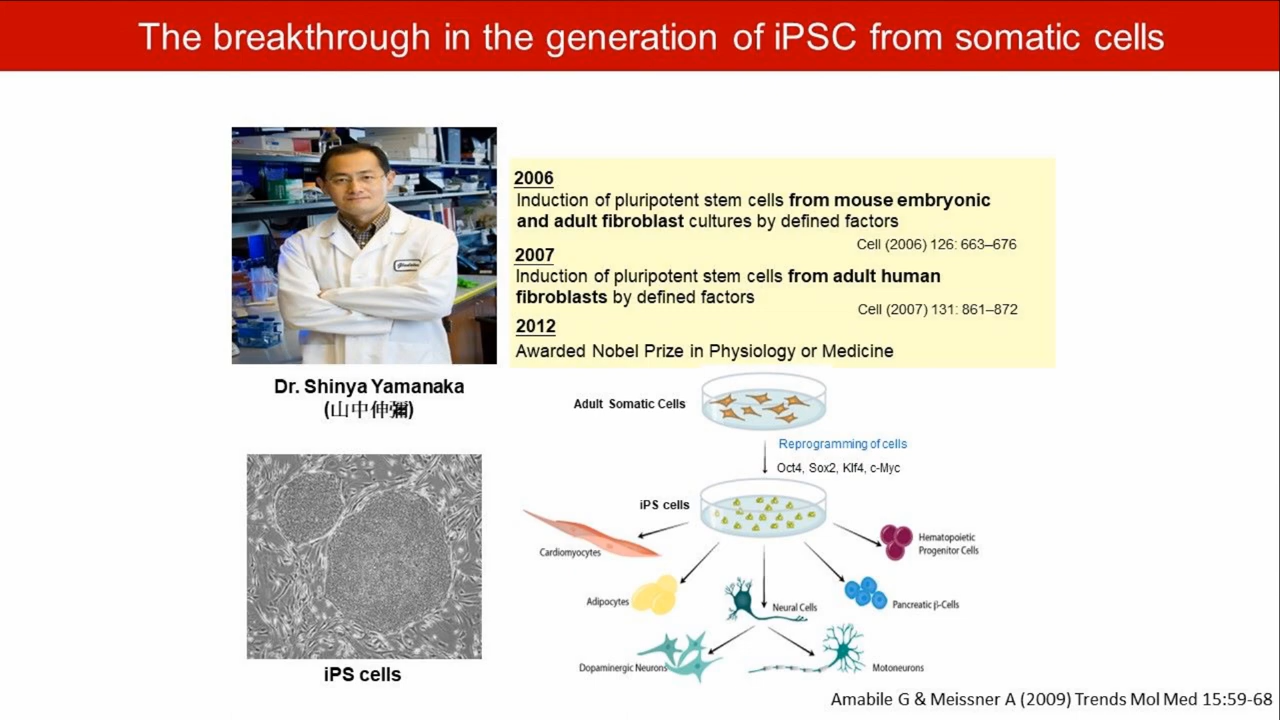 The breakthrough in the generation of iPSC from somatic cells
2006
Induction of pluripotent stem cells from mouse embryonic
and adult fibroblast cultures by defined factors
Cell (2006) 126: 663–676
2007
Induction of pluripotent stem cells from adult human
fibroblasts by defined factors
Cell (2007) 131: 861–872
2012
Awarded Nobel Prize in Physiology or Medicine
Dr. Shinya Yamanaka
(山中伸彌)
iPS cells
Adult Somatic Cells
Reprogramming of cells
Oct4, Sox2, Klf4, c-Myc
iPS cells
Cardiomyocytes
Hematopoietic
Progenitor Cells
Adipocytes
Neural Cells
Pancreatic β-Cells
Dopaminergic Neurons
Motoneurons
Amabile G & Meissner A (2009) Trends Mol Med 15:59-68